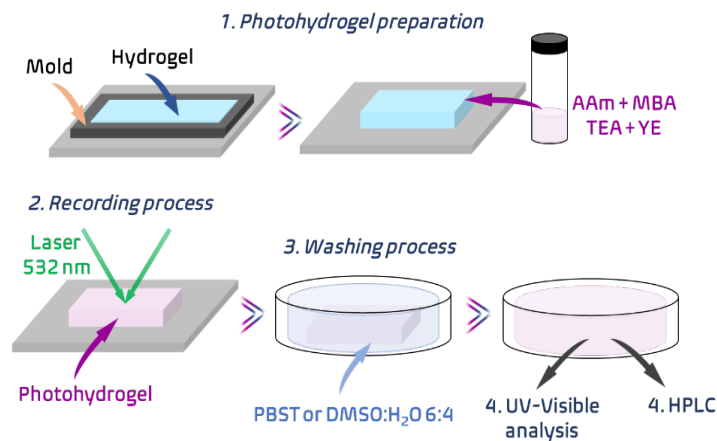 1. Photohydrogel preparation
Mold
Hydrogel
AAm + MBA
TEA + YE
2. Recording process
Laser
532 nm
Photohydrogel
3. Washing process
PBST or DMSO:H₂O 6:4
4. UV-Visible
analysis
4. HPLC